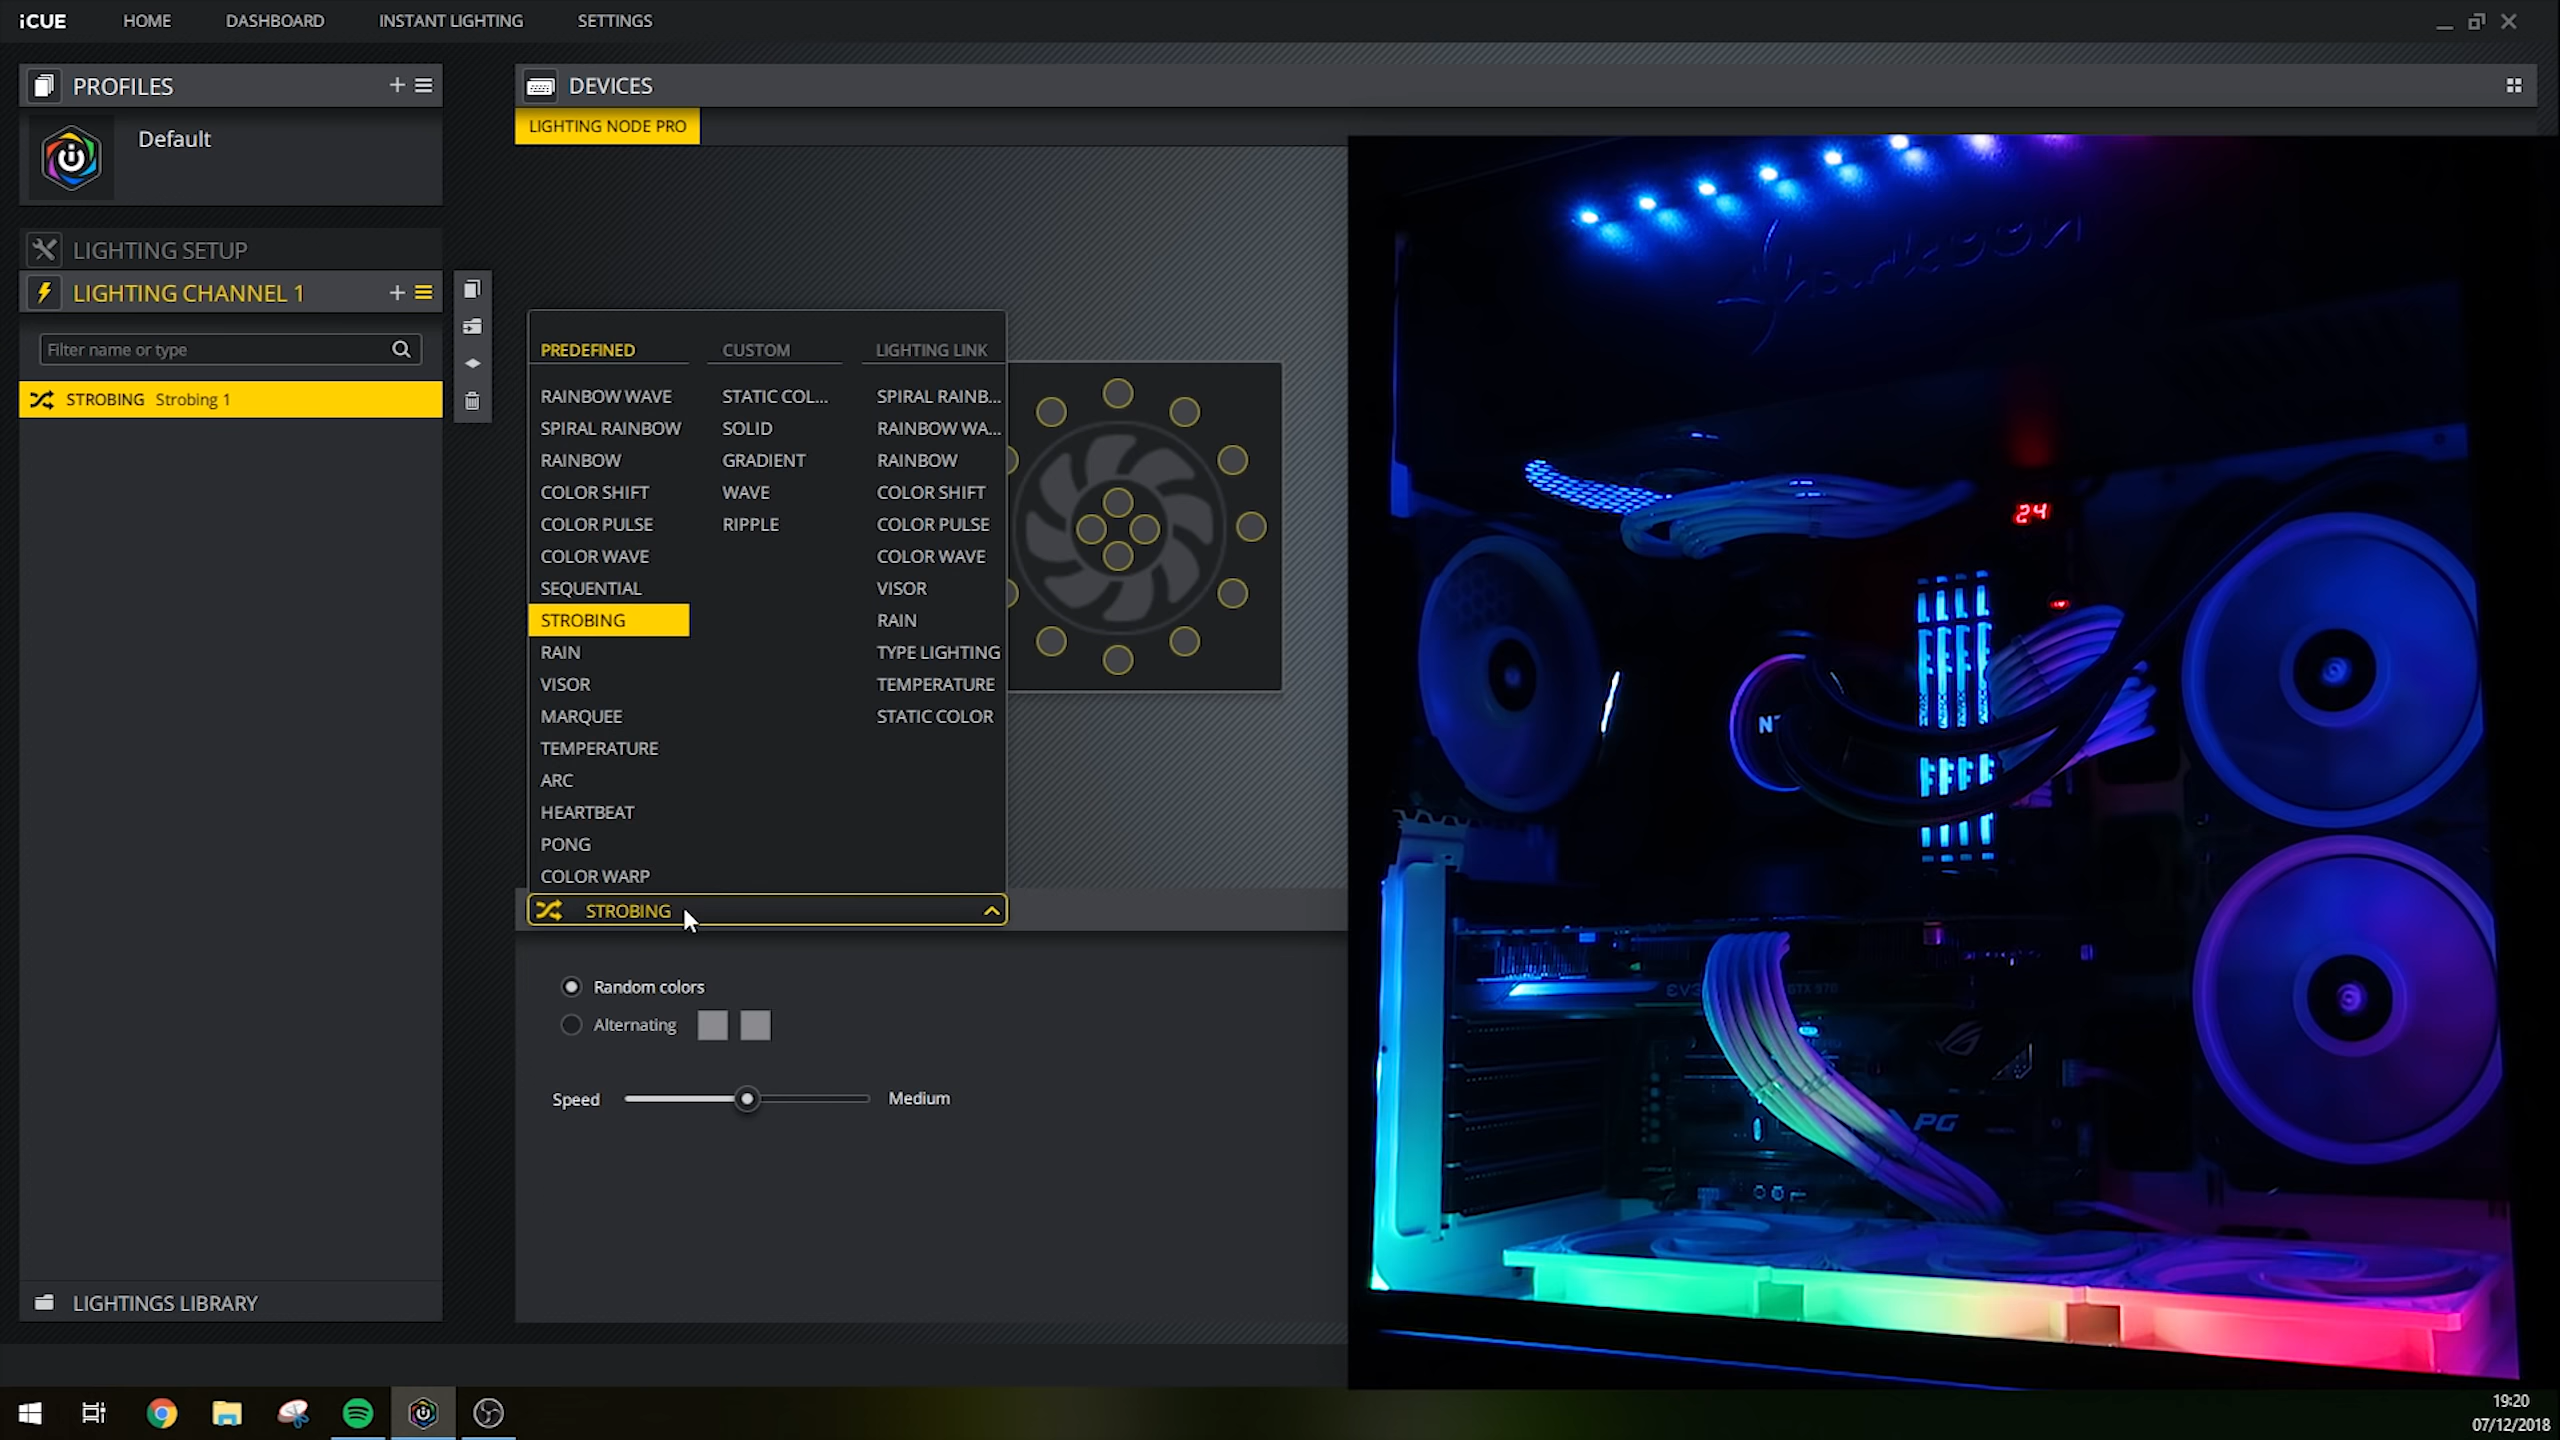 iCUE HOME DASHBOARD INSTANT LIGHTING SETTINGS
PROFILES
Default
LIGHTING SETUP
LIGHTING CHANNEL 1
Filter name or type
STROBING Strobing 1
LIGHTINGS LIBRARY
DEVICES
LIGHTING NODE PRO
PREDEFINED
RAINBOW WAVE
SPIRAL RAINBOW
RAINBOW
COLOR SHIFT
COLOR PULSE
COLOR WAVE
SEQUENTIAL
STROBING
RAIN
VISOR
MARQUEE
TEMPERATURE
ARC
HEARTBEAT
PONG
COLOR WARP
CUSTOM
STATIC COL...
SOLID
GRADIENT
WAVE
RIPPLE
LIGHTING LINK
SPIRAL RAINB...
RAINBOW WA...
RAINBOW
COLOR SHIFT
COLOR PULSE
COLOR WAVE
VISOR
RAIN
TYPE LIGHTING
TEMPERATURE
STATIC COLOR
STROBING
Random colors
Alternating
Speed Medium
Sharkoon
24
GTX 970
19:20
07/12/2018